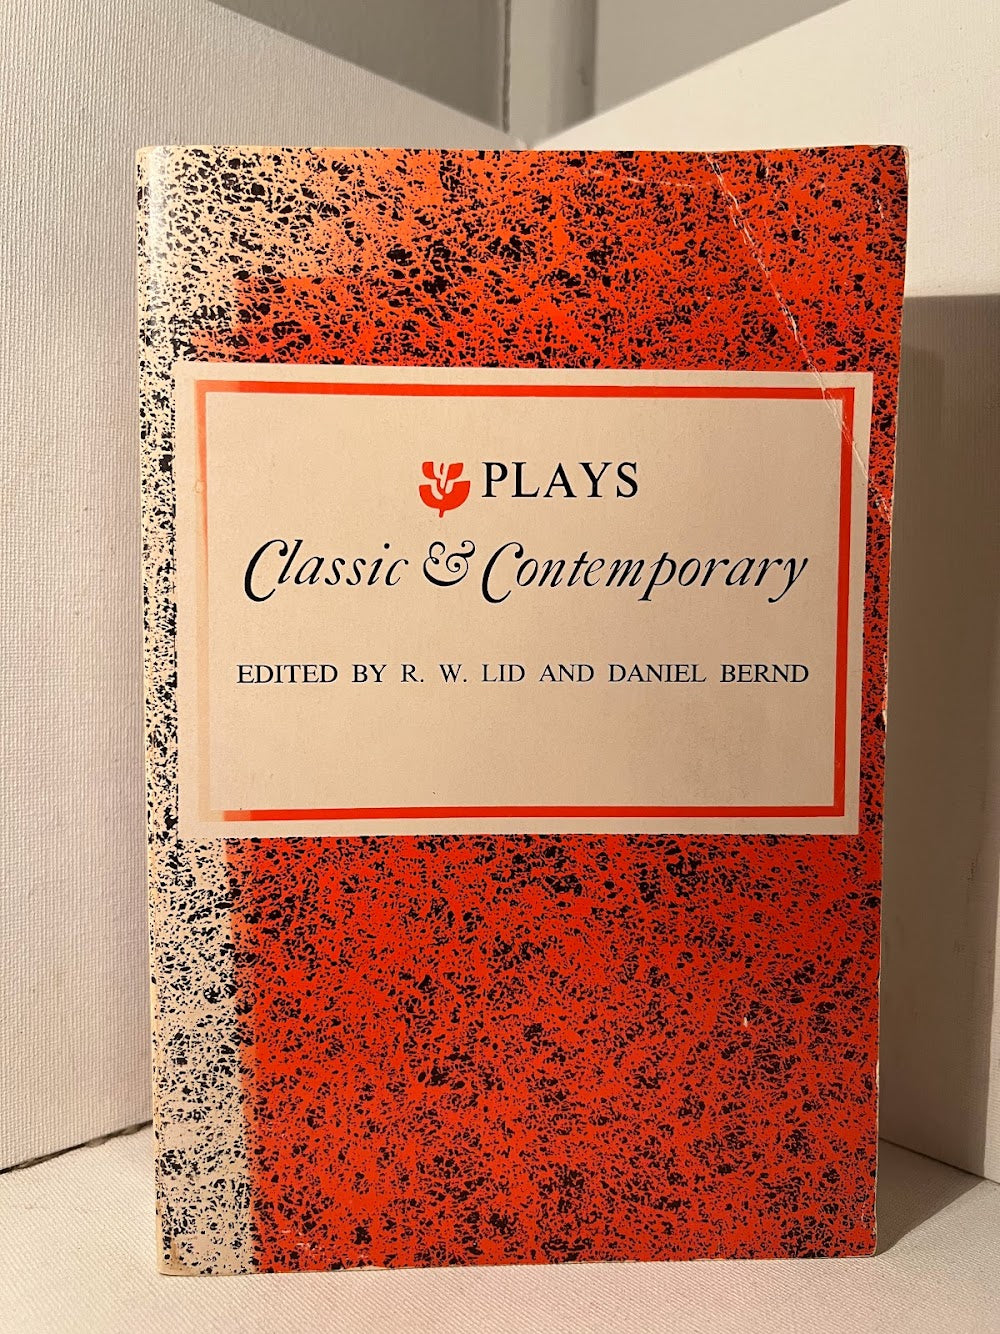 PLAYS
Classic & Contemporary
EDITED BY R. W. LID AND DANIEL BERND